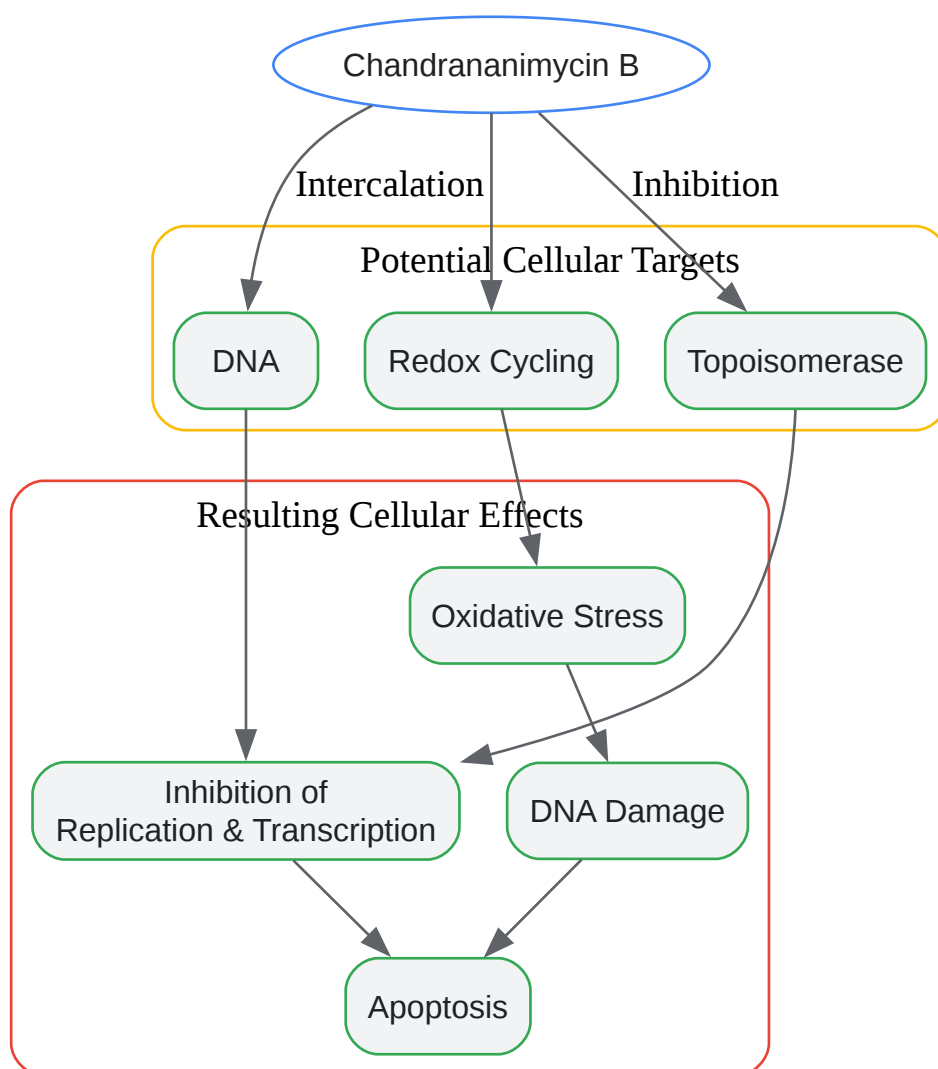 Chandrananimycin B
Intercalation
Inhibition
Potential Cellular Targets
DNA
Redox Cycling
Topoisomerase
Resulting Cellular Effects
Oxidative Stress
Inhibition of
Replication & Transcription
DNA Damage
Apoptosis